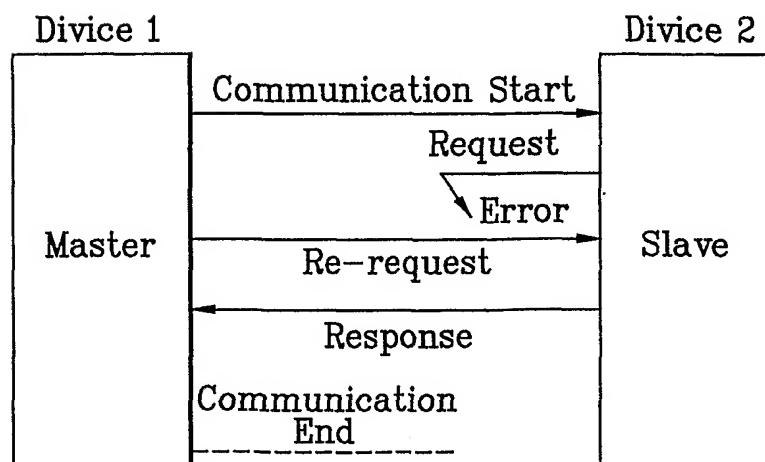 Divice 1
Divice 2
Communication Start
Request
Error
Master
Slave
Re-request
Response
Communication
End